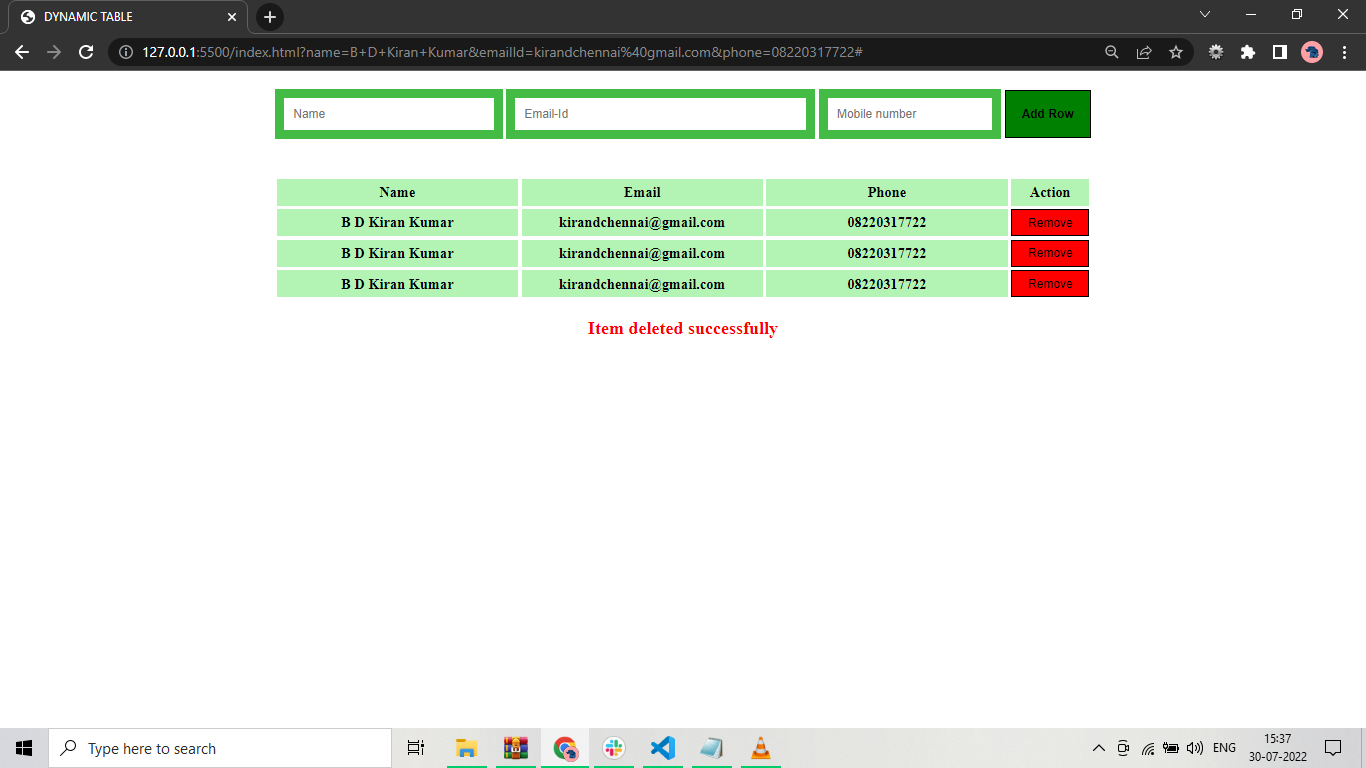 DYNAMIC TABLE
127.0.0.1:5500/index.html?name=B+D+Kiran+Kumar&emailId=kirandchennai%40gmail.com&phone=08220317722#
Name Email-Id Mobile number Add Row
Name Email Phone Action
B D Kiran Kumar kirandchennai@gmail.com 08220317722 Remove
B D Kiran Kumar kirandchennai@gmail.com 08220317722 Remove
B D Kiran Kumar kirandchennai@gmail.com 08220317722 Remove
Item deleted successfully
Type here to search
ENG
15:37
30-07-2022